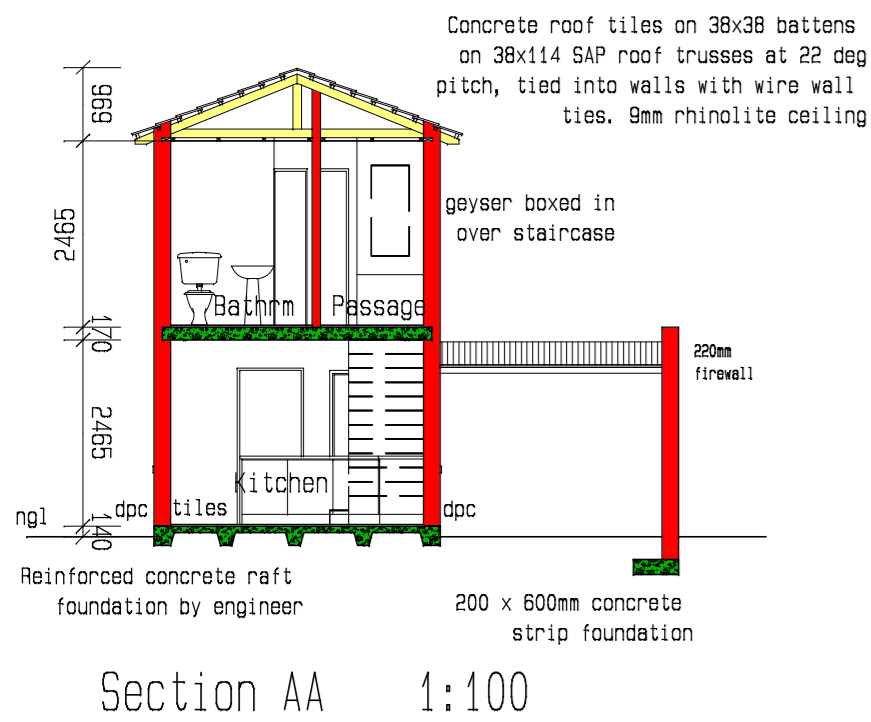 Concrete roof tiles on 38x38 battens
on 38x114 SAP roof trusses at 22 deg
pitch, tied into walls with wire wall
ties. 9mm rhinolite ceiling
969
2465
geyser boxed in
over staircase
Bathrm
Passage
170
220mm
firewall
2465
Kitchen
dpc
tiles
dpc
ngl
140
Reinforced concrete raft
foundation by engineer
200 x 600mm concrete
strip foundation
Section AA
1:100